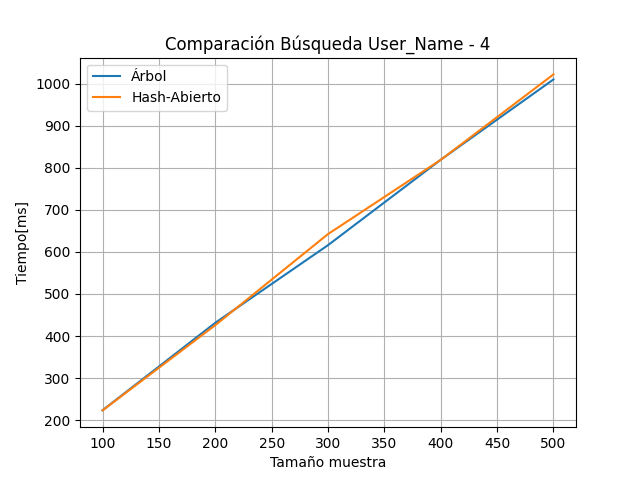 Comparación Búsqueda User_Name - 4
Árbol
Hash-Abierto
Tiempo[ms]
1000
900
800
700
600
500
400
300
200
100 150 200 250 300 350 400 450 500
Tamaño muestra